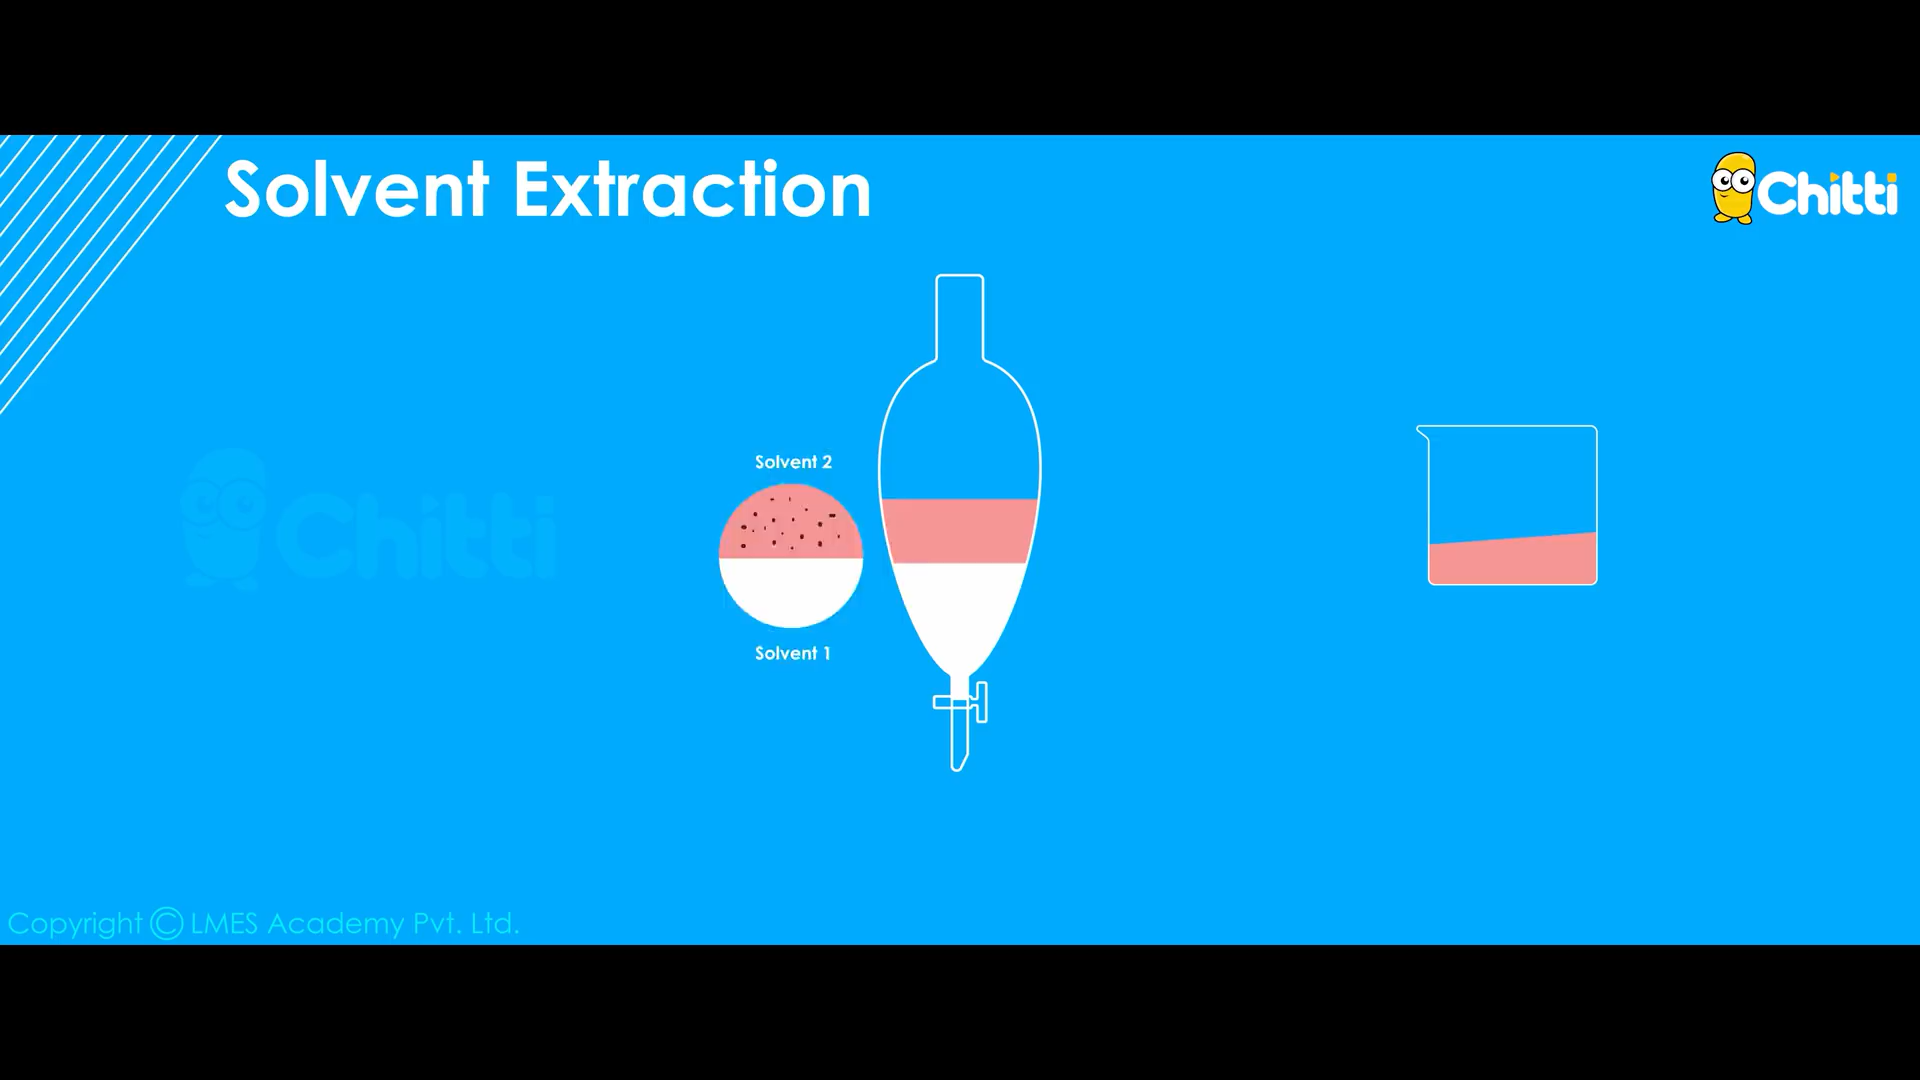 Solvent Extraction
Chitti
Solvent 2
Chitti
Solvent 1
Copyright © LMES Academy Pvt. Ltd.